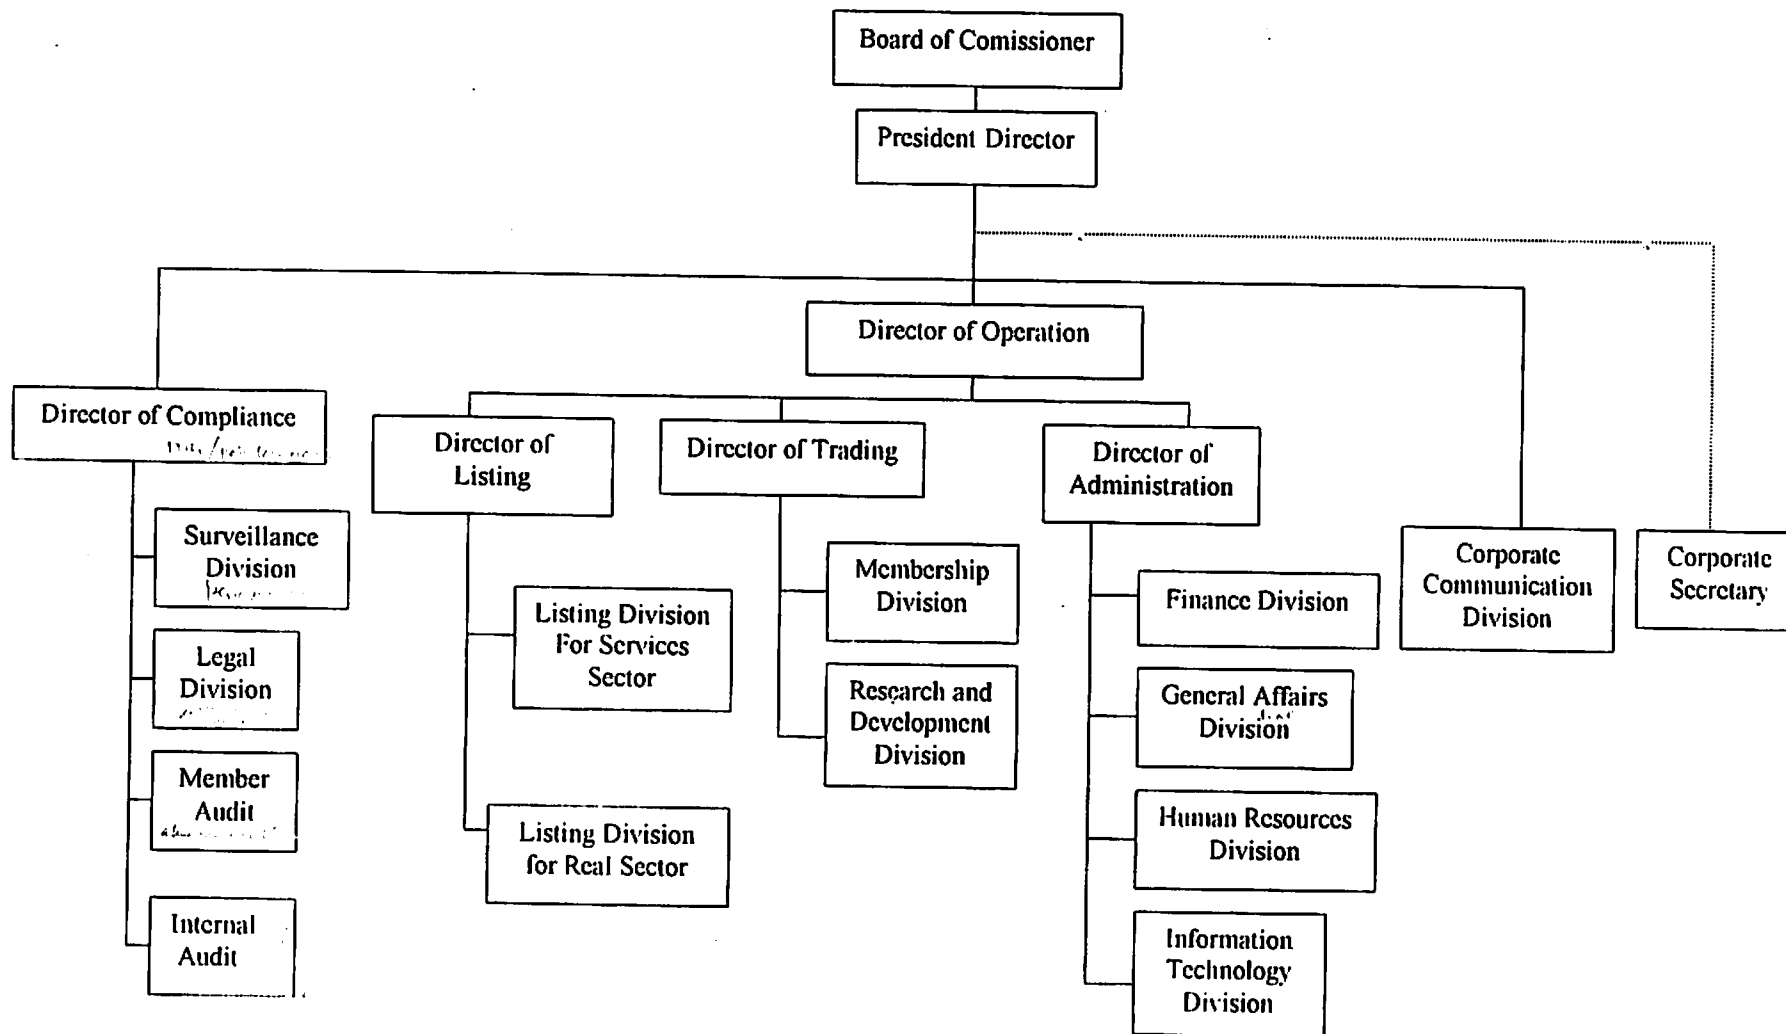 Board of Comissioner
President Director
Director of Operation
Director of Compliance
Director of
Listing
Director of Trading
Director of
Administration
Surveillance
Division
Legal
Division
Member
Audit
Internal
Audit
Listing Division
For Services
Sector
Listing Division
for Real Sector
Membership
Division
Research and
Development
Division
Finance Division
General Affairs
Division
Human Resources
Division
Information
Technology
Division
Corporate
Communication
Division
Corporate
Secretary